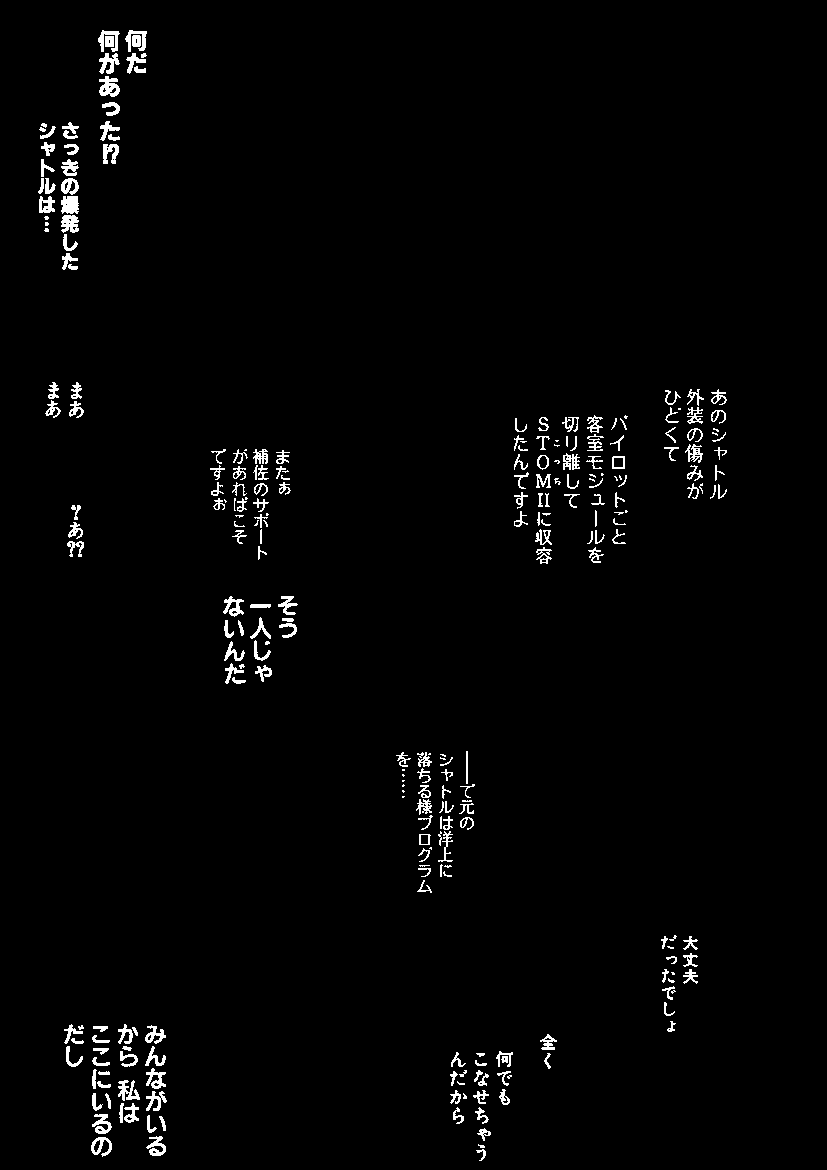 あのシャトル
外装の傷みが
ひどくて
パイロットごと
客室モジュールを
切り離して
STOMIIに収容
こっち
したんですよ
何だ
何があった!?
さっきの爆発した
シャトルは…
まあ
まあ
?あ??
またぁ
補佐のサポート
があればこそ
ですよぉ
そう
一人じゃ
ないんだ
──で元の
シャトルは洋上に
落ちる様プログラム
を……
大丈夫
だったでしょ
全く
何でも
こなせちゃう
んだから
みんながいる
から 私は
ここにいるの
だし